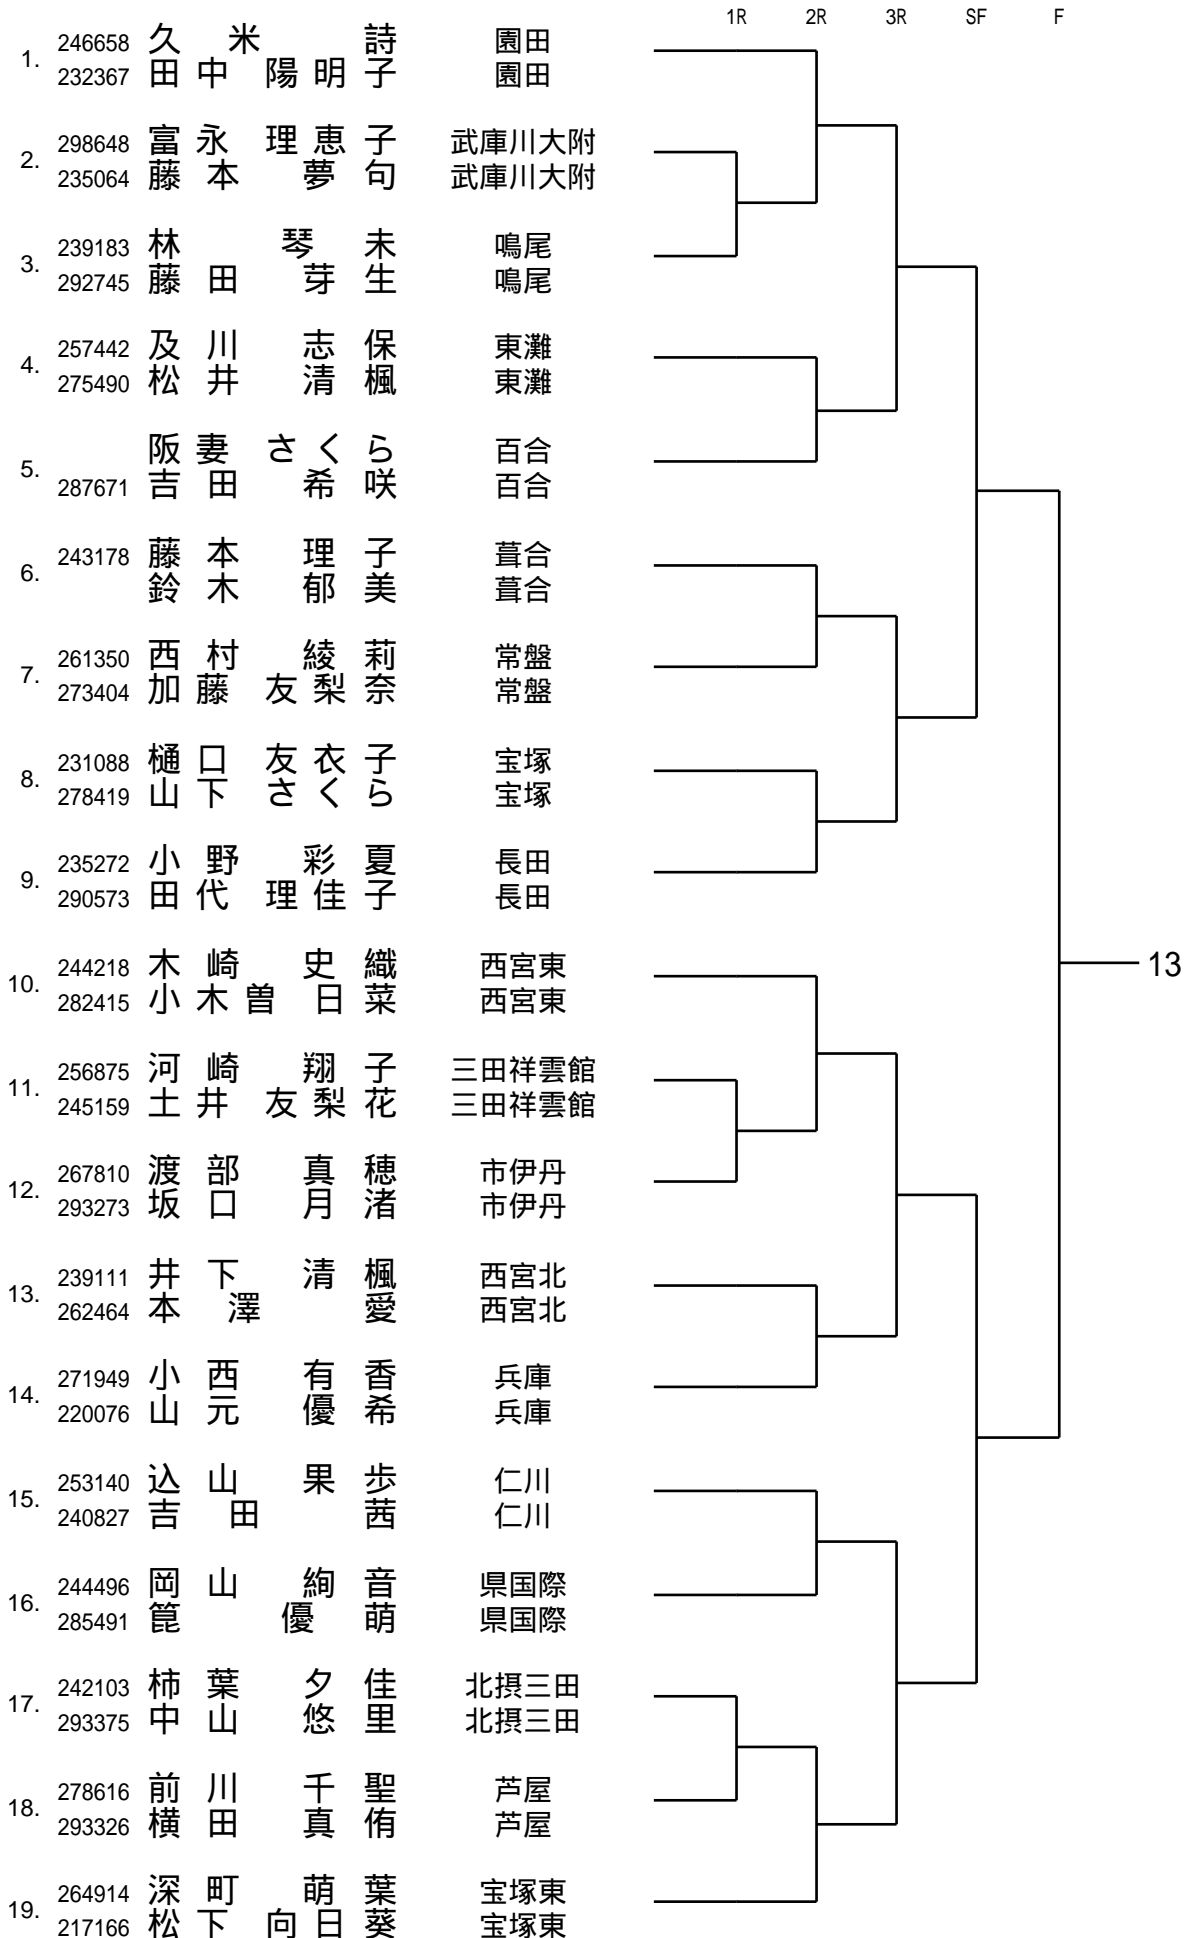 1R 2R 3R SF F
1. 246658 久米 詩 園田
232367 田中 陽明子 園田
2. 298648 富永 理恵子 武庫川大附
235064 藤本 夢句 武庫川大附
3. 239183 林 琴未 鳴尾
292745 藤田 芽生 鳴尾
4. 257442 及川 志保 東灘
275490 松井 清楓 東灘
5. 阪妻 さくら 百合
287671 吉田 希咲 百合
6. 243178 藤本 理子 葺合
鈴木 郁美 葺合
7. 261350 西村 綾莉 常盤
273404 加藤 友梨奈 常盤
8. 231088 樋口 友衣子 宝塚
278419 山下 さくら 宝塚
9. 235272 小野 彩夏 長田
290573 田代 理佳子 長田
10. 244218 木崎 史織 西宮東
282415 小木曽 日菜 西宮東
13
11. 256875 河崎 翔子 三田祥雲館
245159 土井 友梨花 三田祥雲館
12. 267810 渡部 真穂 市伊丹
293273 坂口 月渚 市伊丹
13. 239111 井下 清楓 西宮北
262464 本澤 愛 西宮北
14. 271949 小西 有香 兵庫
220076 山元 優希 兵庫
15. 253140 込山 果歩 仁川
240827 吉田 茜 仁川
16. 244496 岡山 絢音 県国際
285491 箟 優萌 県国際
17. 242103 柿葉 夕佳 北摂三田
293375 中山 悠里 北摂三田
18. 278616 前川 千聖 芦屋
293326 横田 真侑 芦屋
19. 264914 深町 萌葉 宝塚東
217166 松下 向日葵 宝塚東